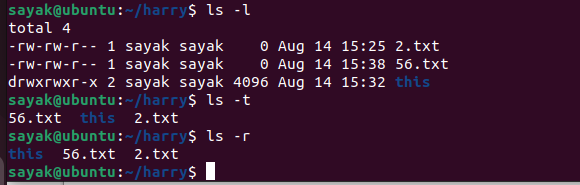 sayak@ubuntu:~/harry$ ls -l
total 4
-rw-rw-r-- 1 sayak sayak    0 Aug 14 15:25 2.txt
-rw-rw-r-- 1 sayak sayak    0 Aug 14 15:38 56.txt
drwxrwxr-x 2 sayak sayak 4096 Aug 14 15:32 this
sayak@ubuntu:~/harry$ ls -t
56.txt  this  2.txt
sayak@ubuntu:~/harry$ ls -r
this  56.txt  2.txt
sayak@ubuntu:~/harry$